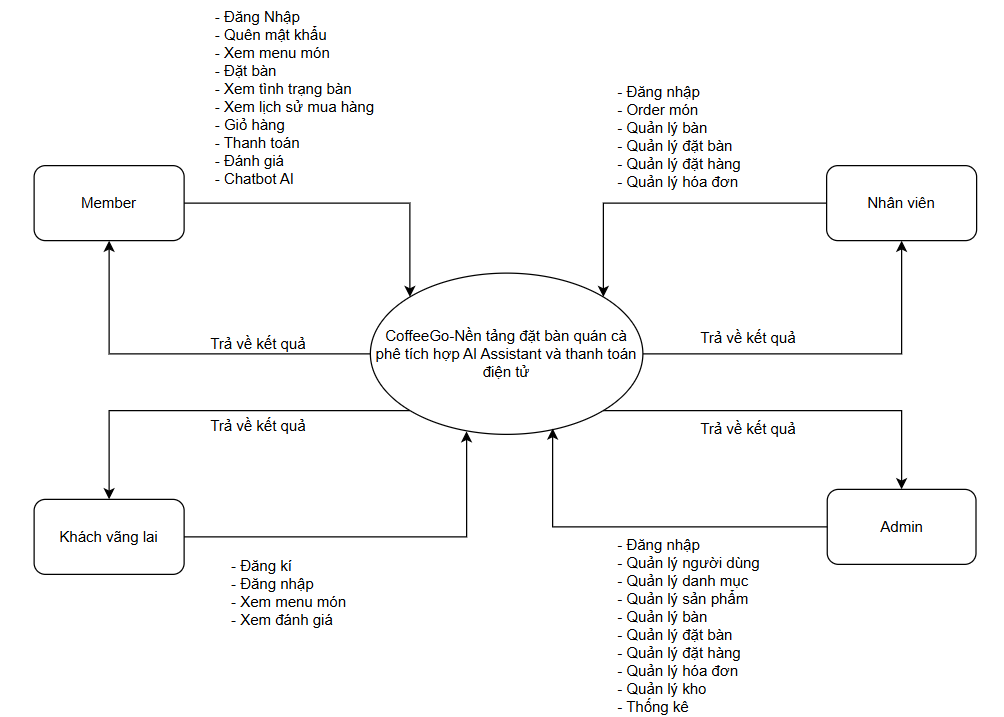 - Đăng Nhập
- Quên mật khẩu
- Xem menu món
- Đặt bàn
- Xem tình trạng bàn
- Xem lịch sử mua hàng
- Giỏ hàng
- Thanh toán
- Đánh giá
- Chatbot AI
- Đăng nhập
- Order món
- Quản lý bàn
- Quản lý đặt bàn
- Quản lý đặt hàng
- Quản lý hóa đơn
Member
Nhân viên
CoffeeGo-Nền tảng đặt bàn quán cà
phê tích hợp AI Assistant và thanh toán
điện tử
Trả về kết quả
Trả về kết quả
Trả về kết quả
Trả về kết quả
Khách vãng lai
Admin
- Đăng kí
- Đăng nhập
- Xem menu món
- Xem đánh giá
- Đăng nhập
- Quản lý người dùng
- Quản lý danh mục
- Quản lý sản phẩm
- Quản lý bàn
- Quản lý đặt bàn
- Quản lý đặt hàng
- Quản lý hóa đơn
- Quản lý kho
- Thống kê